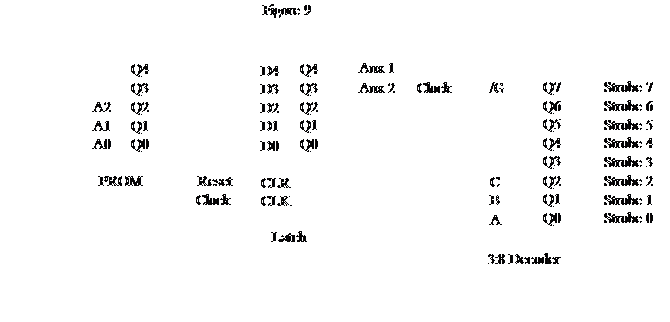 Figure 9
Q4 D4 Q4 Aux 1
Q3 D3 Q3 Aux 2 Clock /G Q7 Strobe 7
A2 Q2 D2 Q2 Q6 Strobe 6
A1 Q1 D1 Q1 Q5 Strobe 5
A0 Q0 D0 Q0 Q4 Strobe 4
Q3 Strobe 3
PROM Reset CLR C Q2 Strobe 2
Clock CLK B Q1 Strobe 1
A Q0 Strobe 0
Latch
3:8 Decoder